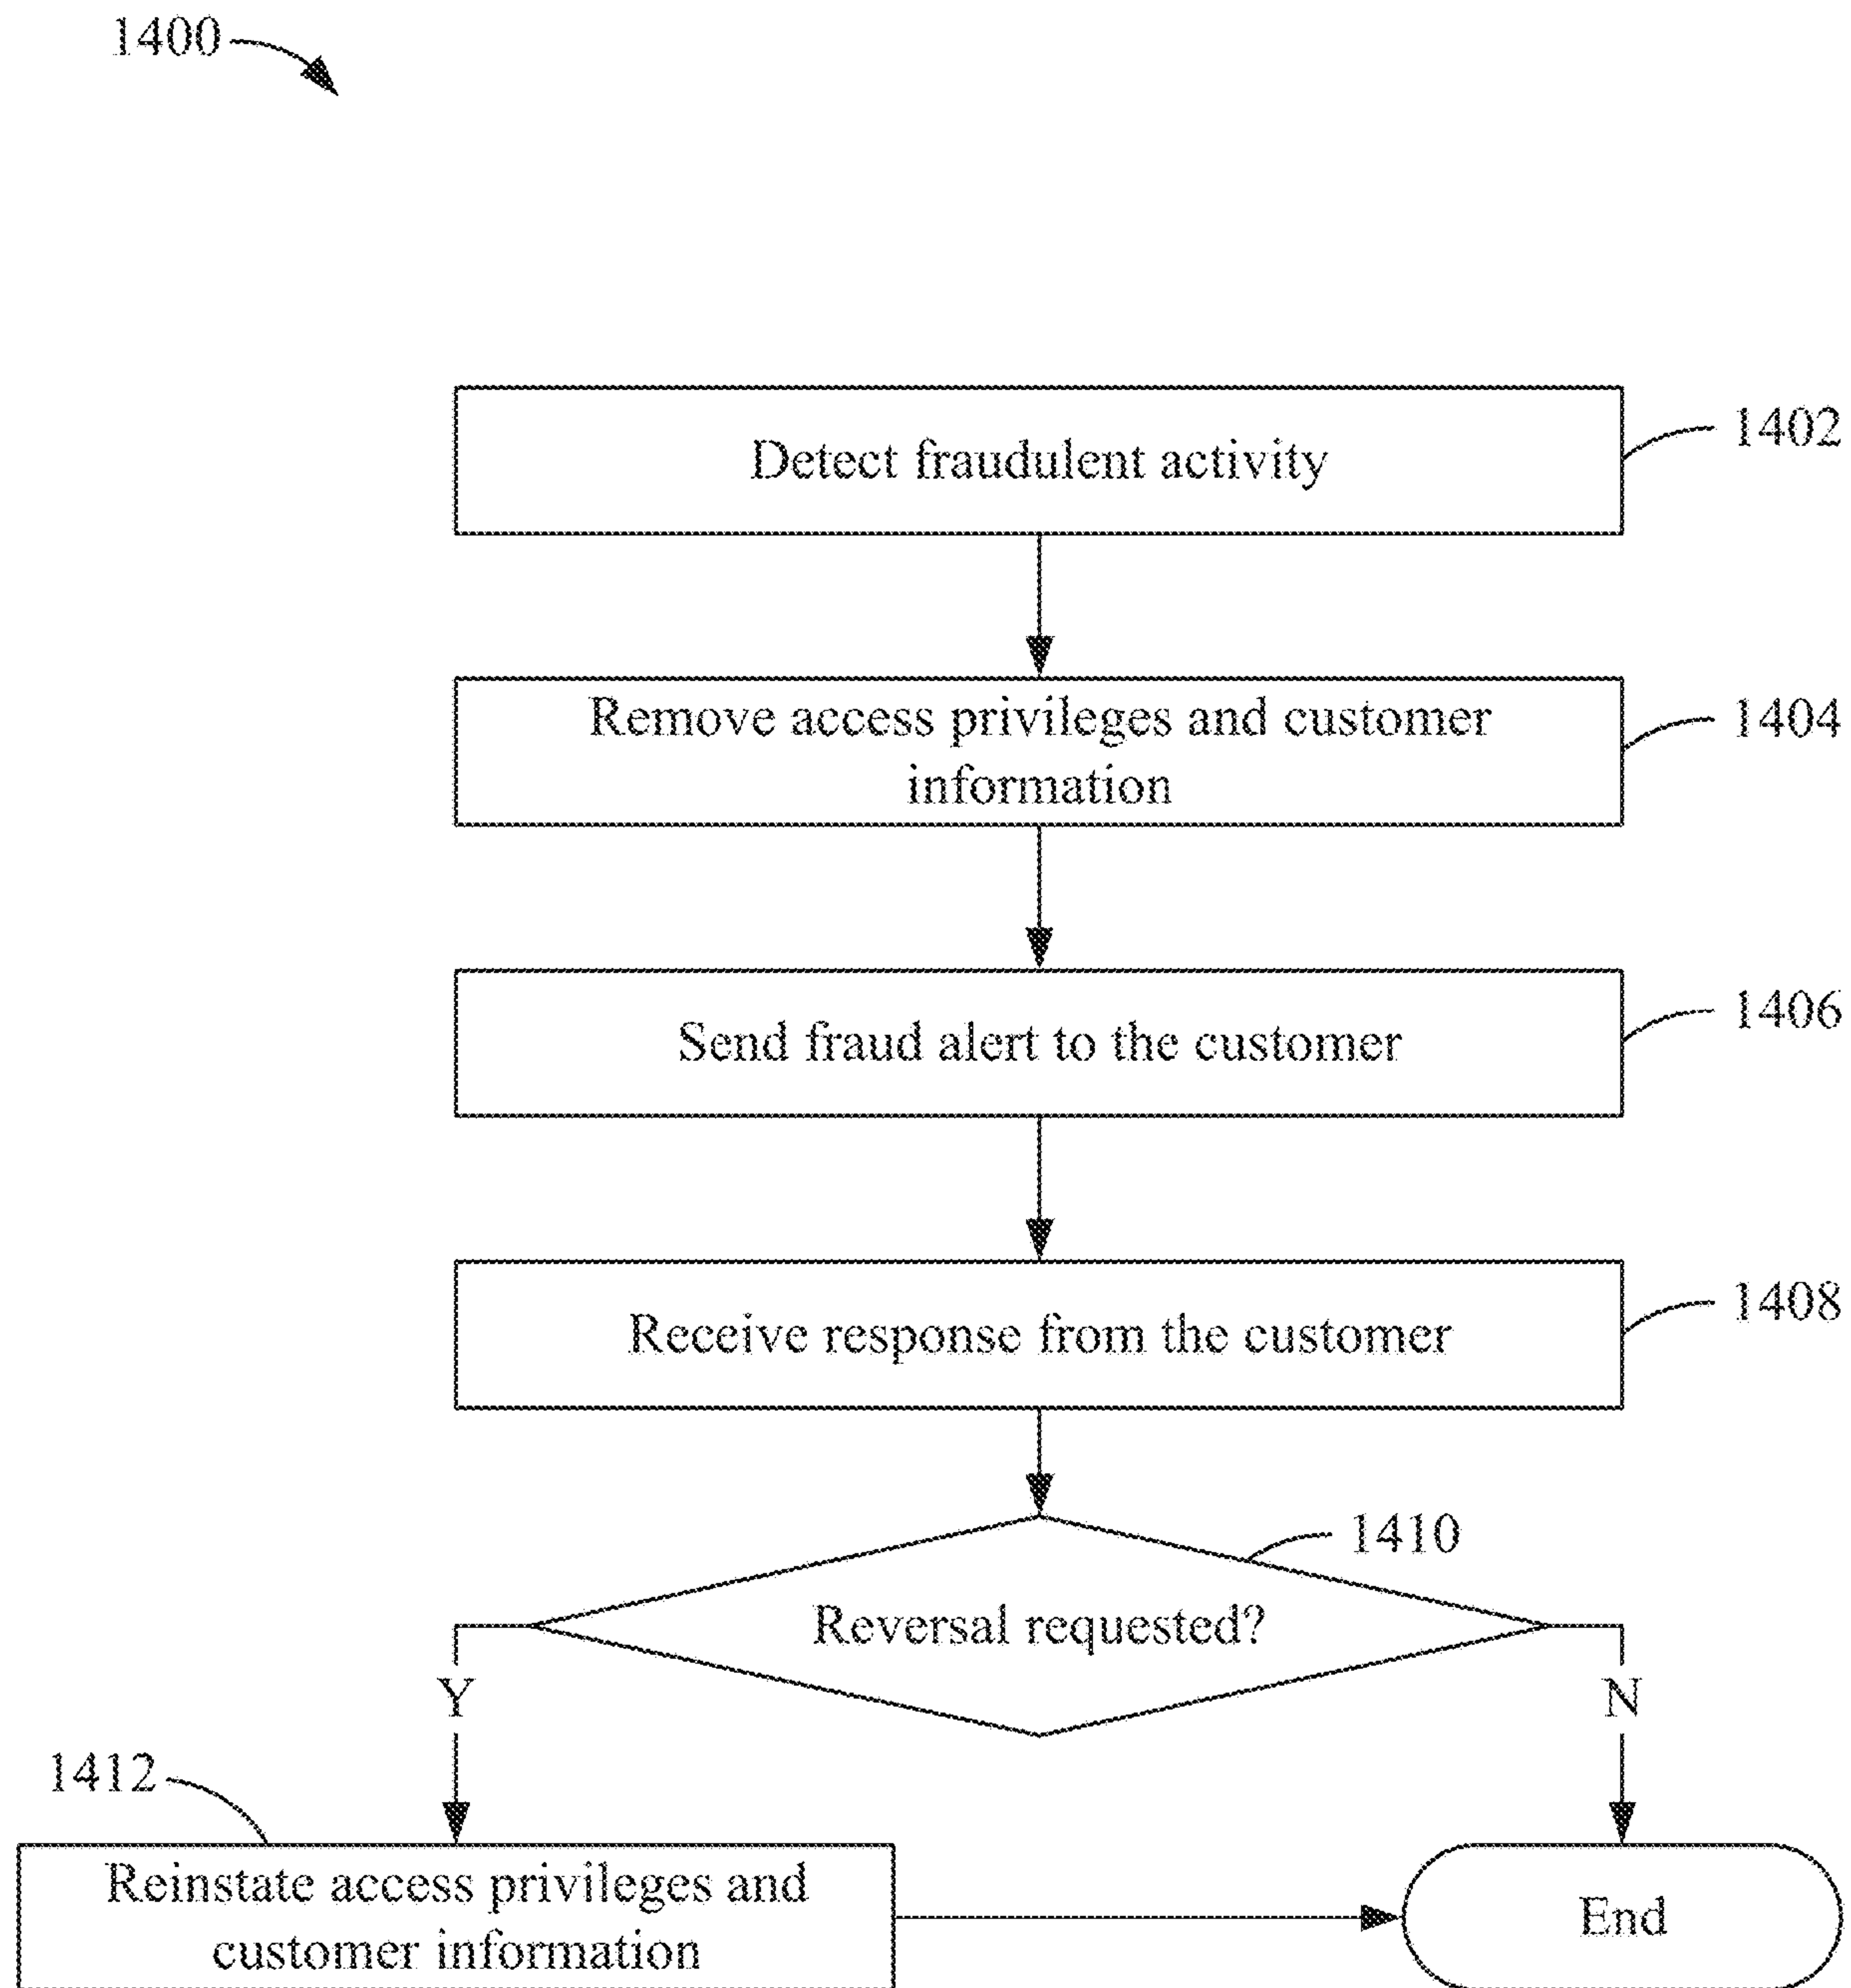 1400
Detect fraudulent activity
1402
Remove access privileges and customer
information
1404
Send fraud alert to the customer
1406
Receive response from the customer
1408
1410
Reversal requested?
Y
N
1412
Reinstate access privileges and
customer information
End